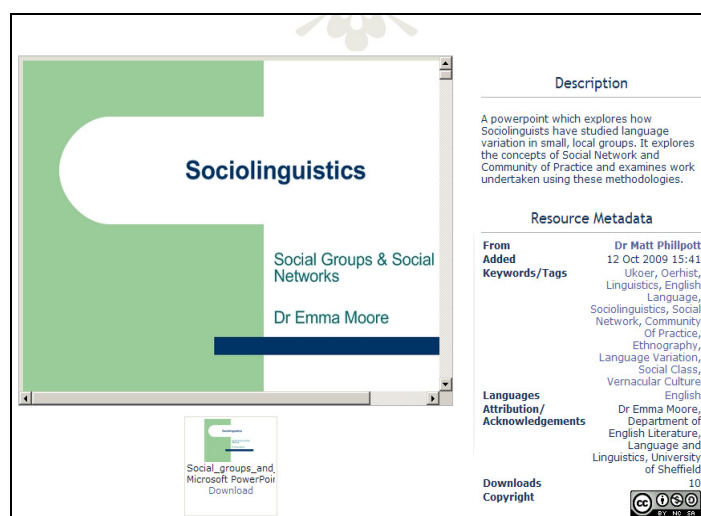 Sociolinguistics
Social Groups & Social
Networks
Dr Emma Moore
Sociolinguistics
Social_groups_and_
Microsoft PowerPoin
Download
Description
A powerpoint which explores how
Sociolinguists have studied language
variation in small, local groups. It explores
the concepts of Social Network and
Community of Practice and examines work
undertaken using these methodologies.
Resource Metadata
From Dr Matt Phillpott
Added 12 Oct 2009 15:41
Keywords/Tags Ukoer, Oerhist,
Linguistics, English
Language,
Sociolinguistics, Social
Network, Community
Of Practice,
Ethnography,
Language Variation,
Social Class,
Vernacular Culture
Languages English
Attribution/ Dr Emma Moore,
Acknowledgements Department of
English Literature,
Language and
Linguistics, University
of Sheffield
Downloads 10
Copyright
cc
BY NC SA